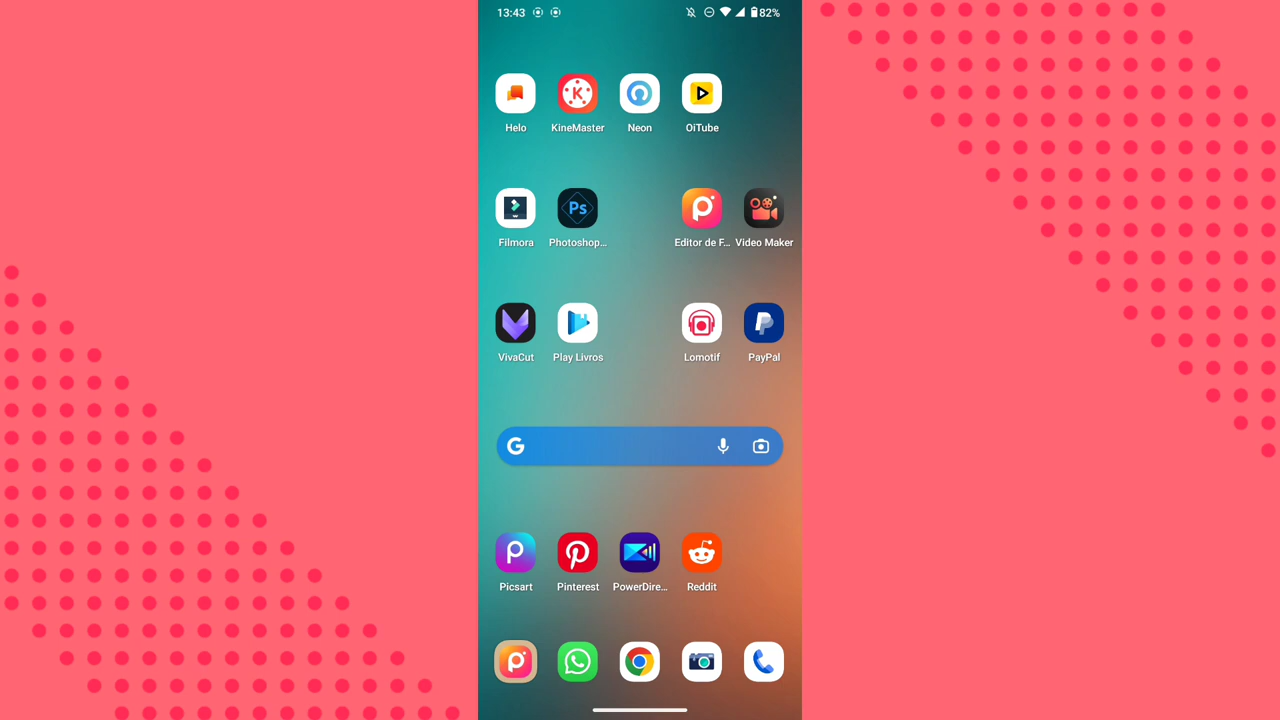 13:43 82%
Helo KineMaster Neon OiTube
Filmora Photoshop... Editor de F... Video Maker
VivaCut Play Livros Lomotif PayPal
Picsart Pinterest PowerDire... Reddit